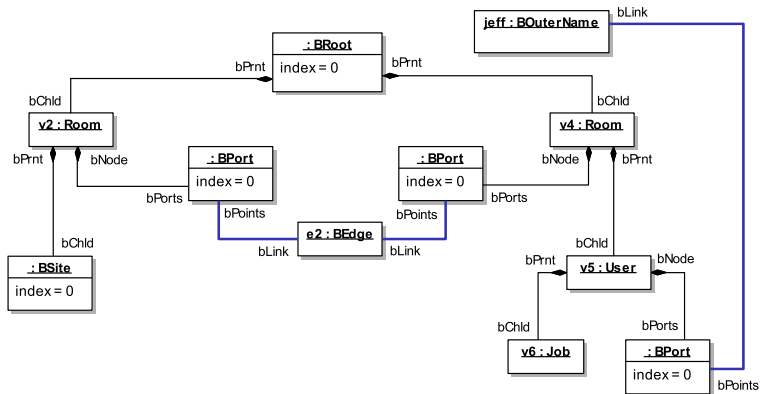 jeff : BOuterName
bLink
: BRoot
index = 0
bPrnt
bPrnt
bChld
bChld
v2 : Room
v4 : Room
bPrnt
bNode
: BPort
index = 0
: BPort
index = 0
bNode
bPrnt
bPorts
bPorts
bPoints
bPoints
e2 : BEdge
bLink
bLink
bChld
: BSite
index = 0
bChld
bPrnt
v5 : User
bNode
bChld
bPorts
v6 : Job
: BPort
index = 0
bPoints